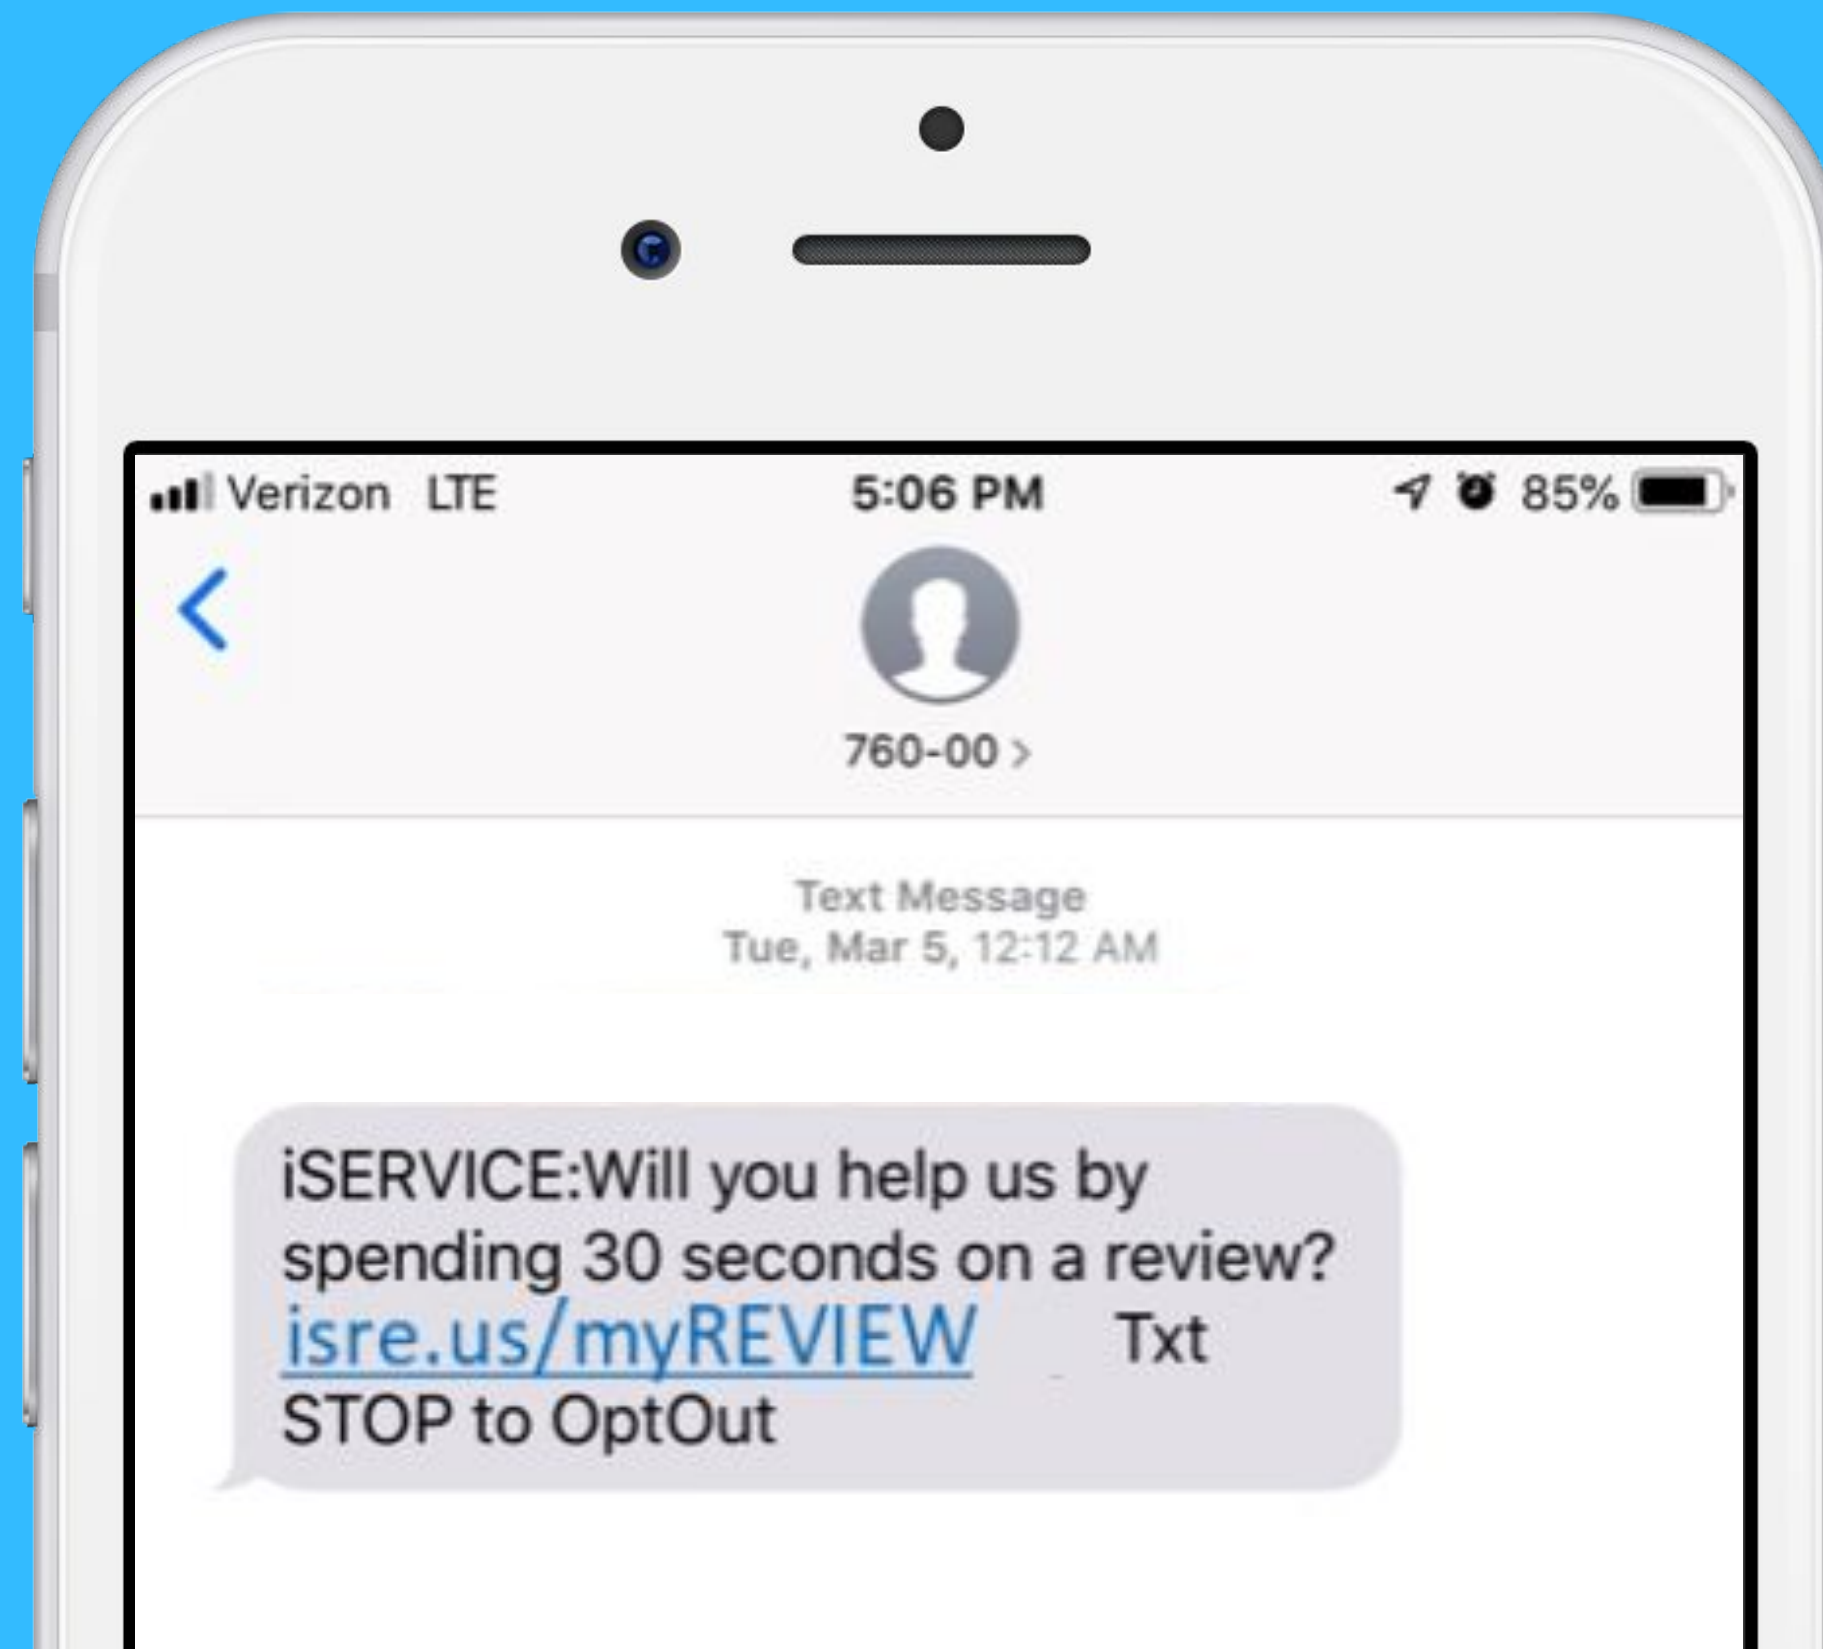 Verizon LTE 5:06 PM 85%
760-00 >
Text Message
Tue, Mar 5, 12:12 AM
iSERVICE:Will you help us by
spending 30 seconds on a review?
isre.us/myREVIEW Txt
STOP to OptOut